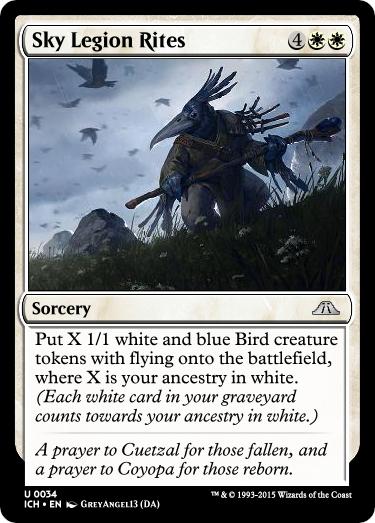 Sky Legion Rites 4
Sorcery
Put X 1/1 white and blue Bird creature
tokens with flying onto the battlefield,
where X is your ancestry in white.
(Each white card in your graveyard
counts towards your ancestry in white.)
A prayer to Cuetzal for those fallen, and
a prayer to Coyopa for those reborn.
U 0034
ICH • EN GREYANGEL13 (DA)
™ & © 1993-2015 Wizards of the Coast